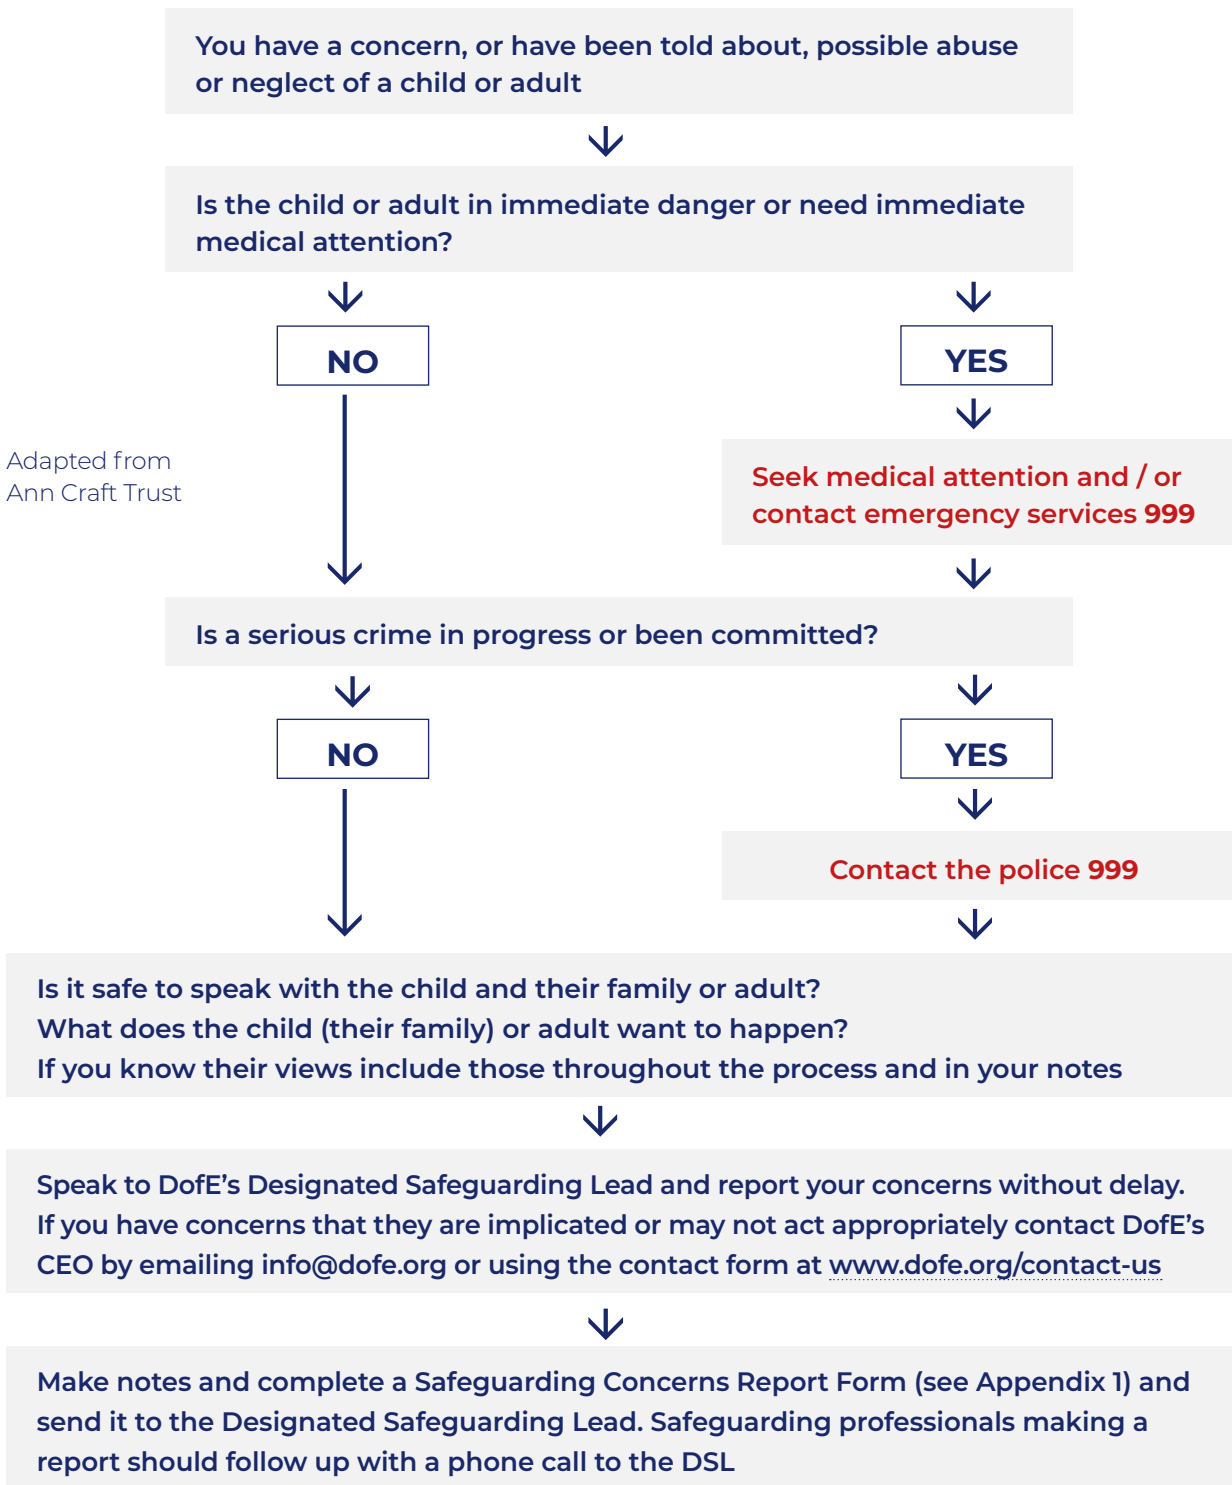 You have a concern, or have been told about, possible abuse
or neglect of a child or adult
Is the child or adult in immediate danger or need immediate
medical attention?
NO
YES
Adapted from
Ann Craft Trust
Seek medical attention and / or
contact emergency services 999
Is a serious crime in progress or been committed?
NO
YES
Contact the police 999
Is it safe to speak with the child and their family or adult?
What does the child (their family) or adult want to happen?
If you know their views include those throughout the process and in your notes
Speak to DofE’s Designated Safeguarding Lead and report your concerns without delay.
If you have concerns that they are implicated or may not act appropriately contact DofE’s
CEO by emailing info@dofe.org or using the contact form at www.dofe.org/contact-us
Make notes and complete a Safeguarding Concerns Report Form (see Appendix 1) and
send it to the Designated Safeguarding Lead. Safeguarding professionals making a
report should follow up with a phone call to the DSL